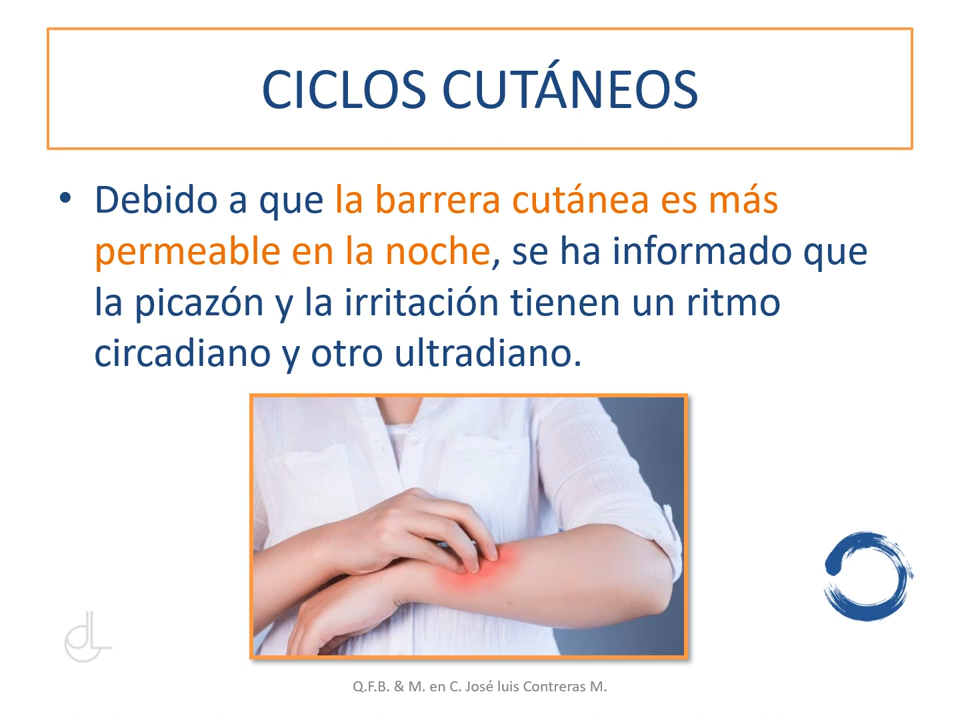 CICLOS CUTÁNEOS
• Debido a que la barrera cutánea es más
permeable en la noche, se ha informado que
la picazón y la irritación tienen un ritmo
circadiano y otro ultradiano.
Q.F.B. & M. en C. José luis Contreras M.